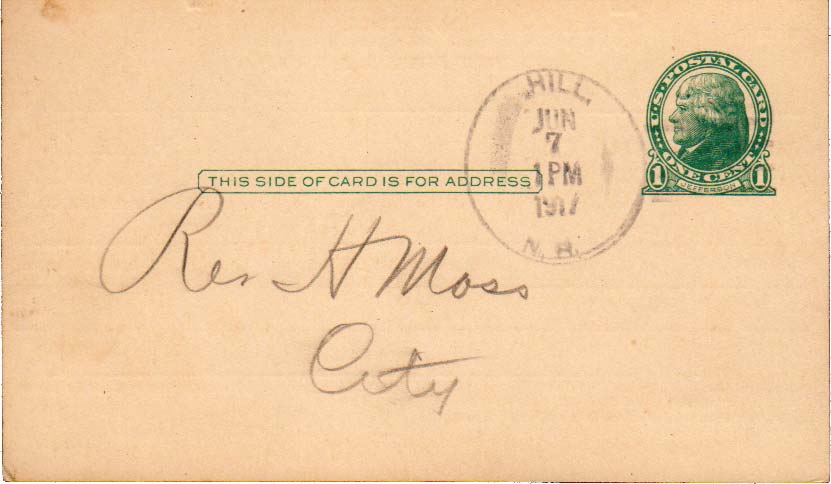 U.S. POSTAL CARD
ONE CENT
1 JEFFERSON 1
HILL,
JUN
7
1 PM
1917
N. H.
THIS SIDE OF CARD IS FOR ADDRESS
Rev H Moss
City